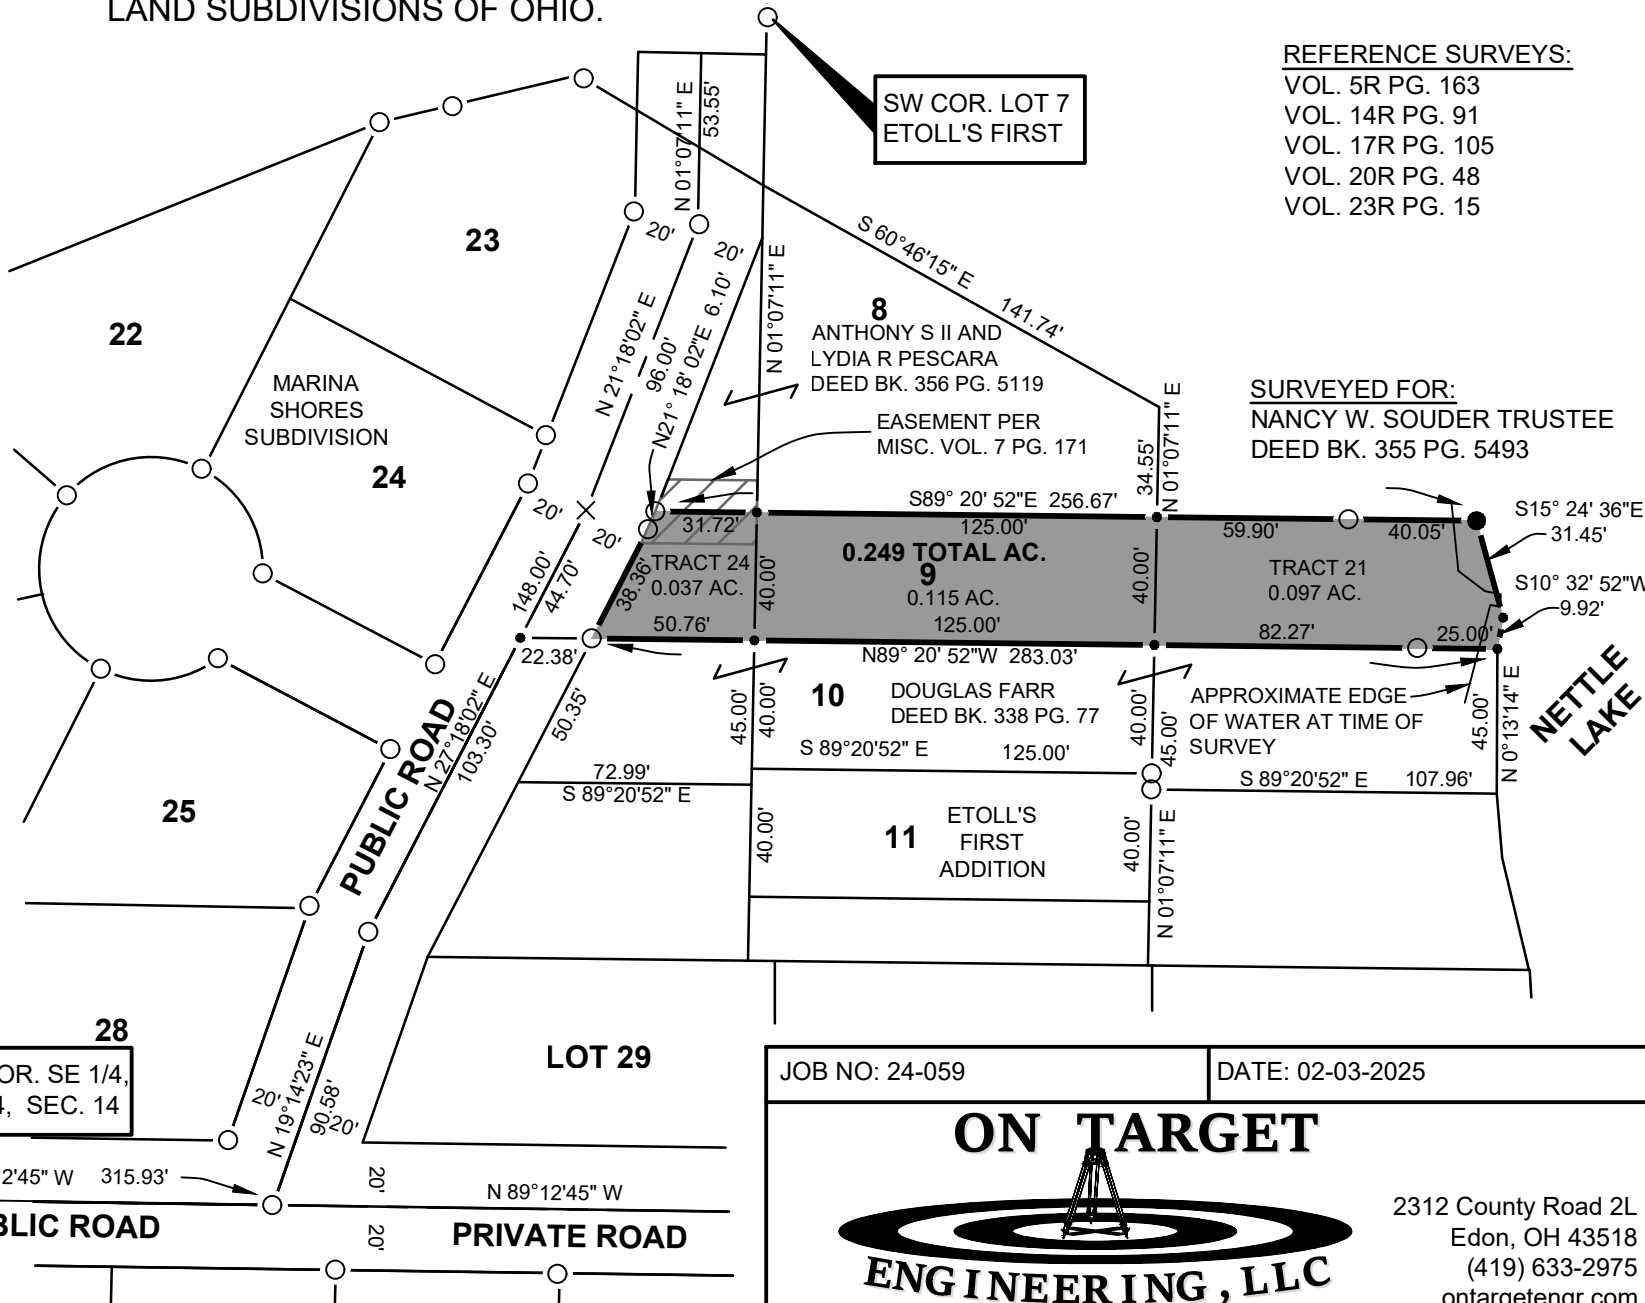 LAND SUBDIVISIONS OF OHIO.
SW COR. LOT 7
ETOLL'S FIRST
REFERENCE SURVEYS:
VOL. 5R PG. 163
VOL. 14R PG. 91
VOL. 17R PG. 105
VOL. 20R PG. 48
VOL. 23R PG. 15
N 01°07'11" E
53.55'
23
20'
20'
S 60°46'15" E
141.74'
22
N 21°18'02" E
96.00'
N21° 18' 02"E 6.10'
N 01°07'11" E
8
ANTHONY S II AND
LYDIA R PESCARA
DEED BK. 356 PG. 5119
MARINA
SHORES
SUBDIVISION
24
EASEMENT PER
MISC. VOL. 7 PG. 171
34.55'
N 01°07'11" E
SURVEYED FOR:
NANCY W. SOUDER TRUSTEE
DEED BK. 355 PG. 5493
20'
20'
S89° 20' 52"E 256.67'
31.72'
125.00'
59.90'
40.05'
S15° 24' 36"E
31.45'
0.249 TOTAL AC.
9
0.115 AC.
125.00'
TRACT 24
0.037 AC.
38.36'
40.00'
40.00'
TRACT 21
0.097 AC.
S10° 32' 52"W
9.92'
148.00'
44.70'
50.76'
82.27'
25.00'
22.38'
N89° 20' 52"W 283.03'
NETTLE
LAKE
PUBLIC ROAD
N 27°18'02" E
103.30'
50.35'
45.00'
40.00'
10
DOUGLAS FARR
DEED BK. 338 PG. 77
40.00'
45.00'
APPROXIMATE EDGE
OF WATER AT TIME OF
SURVEY
45.00'
N 0°13'14" E
S 89°20'52" E 125.00'
72.99'
S 89°20'52" E
S 89°20'52" E 107.96'
25
40.00'
11
ETOLL'S
FIRST
ADDITION
40.00'
N 01°07'11" E
28
OR. SE 1/4,
4, SEC. 14
N 19°14'23" E
90.58'
20'
20'
LOT 29
JOB NO: 24-059
DATE: 02-03-2025
2'45" W 315.93'
20'
20'
N 89°12'45" W
BLIC ROAD
PRIVATE ROAD
ON TARGET
ENGINEERING, LLC
2312 County Road 2L
Edon, OH 43518
(419) 633-2975
ontargetengr.com